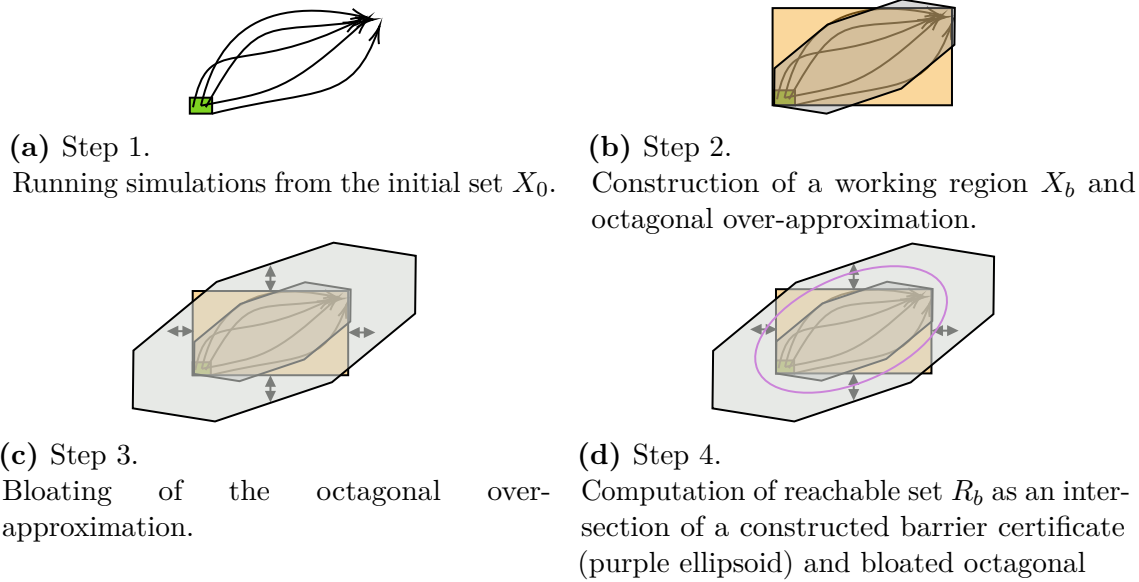 (a) Step 1.
Running simulations from the initial set X₀.
(b) Step 2.
Construction of a working region X_b and
octagonal over-approximation.
(c) Step 3.
Bloating of the octagonal over-
approximation.
(d) Step 4.
Computation of reachable set R_b as an inter-
section of a constructed barrier certificate
(purple ellipsoid) and bloated octagonal